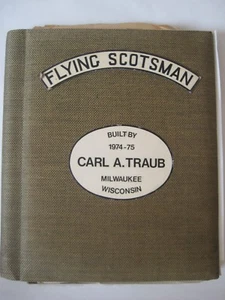 FLYING SCOTSMAN
BUILT BY
1974-75
CARL A. TRAUB
MILWAUKEE
WISCONSIN